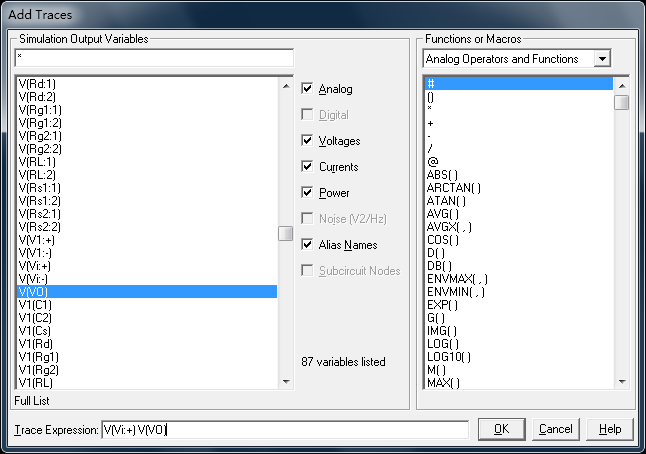 Add Traces
Simulation Output Variables
*
V(Rd:1)
V(Rd:2)
V(Rg1:1)
V(Rg1:2)
V(Rg2:1)
V(Rg2:2)
V(RL:1)
V(RL:2)
V(Rs1:1)
V(Rs1:2)
V(Rs2:1)
V(Rs2:2)
V(V1:+)
V(V1:-)
V(Vi:+)
V(Vi:-)
V(VO)
V1(C1)
V1(C2)
V1(Cs)
V1(Rd)
V1(Rg1)
V1(Rg2)
V1(RL)
Full List
Analog
Digital
Voltages
Currents
Power
Noise (V2/Hz)
Alias Names
Subcircuit Nodes
87 variables listed
Functions or Macros
Analog Operators and Functions
#
()
*
+
-
/
@
ABS( )
ARCTAN( )
ATAN( )
AVG( )
AVGX( , )
COS( )
D( )
DB( )
ENVMAX( , )
ENVMIN( , )
EXP( )
G( )
IMG( )
LOG( )
LOG10( )
M( )
MAX( )
Trace Expression: V(Vi:+) V(VO)
OK
Cancel
Help